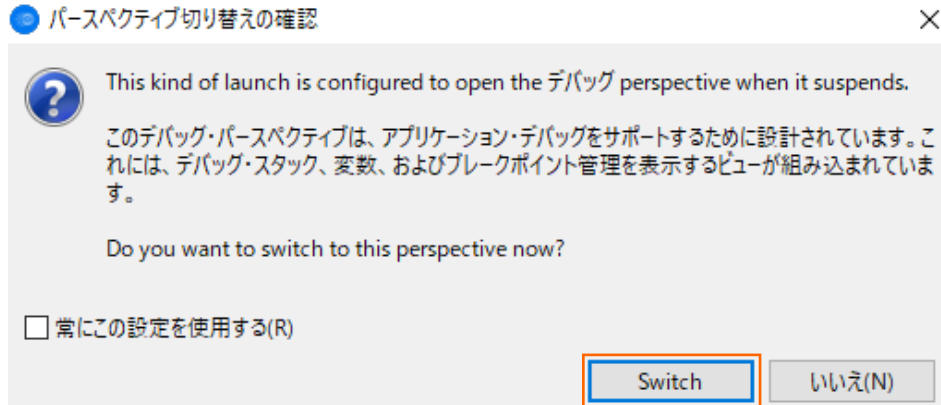 パースペクティブ切り替えの確認
This kind of launch is configured to open the デバッグ perspective when it suspends.
このデバッグ・パースペクティブは、アプリケーション・デバッグをサポートするために設計されています。こ
れには、デバッグ・スタック、変数、およびブレークポイント管理を表示するビューが組み込まれていま
す。
Do you want to switch to this perspective now?
常にこの設定を使用する(R)
Switch
いいえ(N)